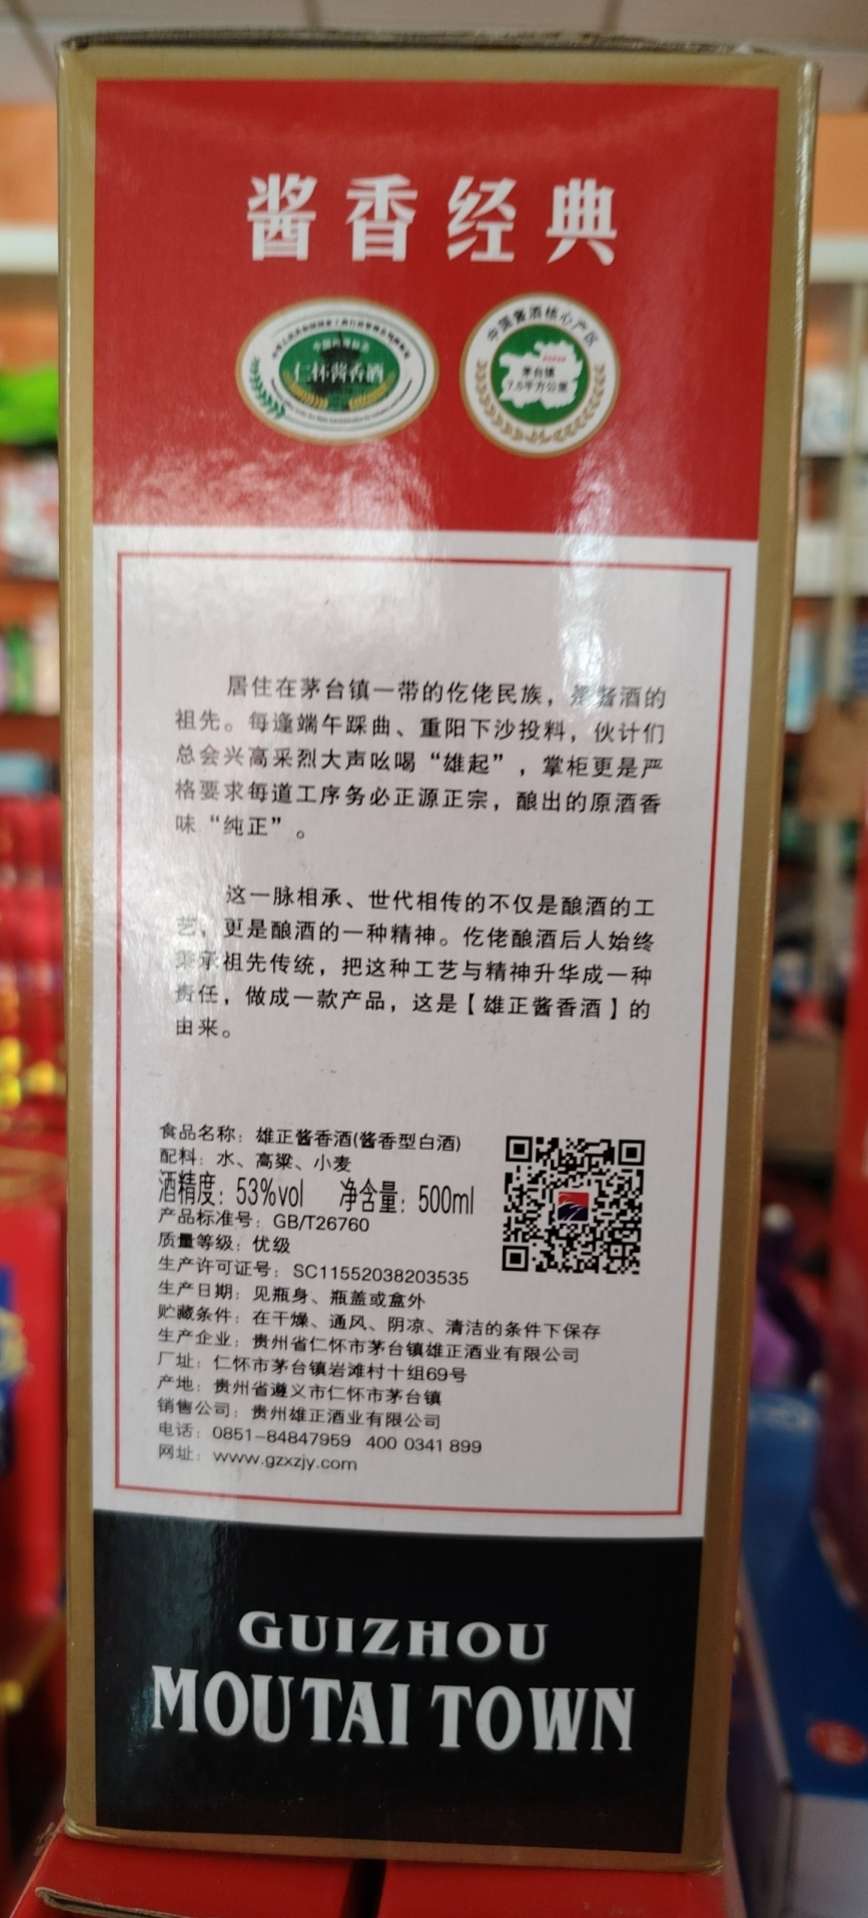 酱香经典
仁怀酱香酒
中国酱酒核心产区
茅台镇
7.5平方公里
居住在茅台镇一带的仡佬民族，是酱酒的
祖先。每逢端午踩曲、重阳下沙投料，伙计们
总会兴高采烈大声吆喝“雄起”，掌柜更是严
格要求每道工序务必正源正宗，酿出的原酒香
味“纯正”。
这一脉相承、世代相传的不仅是酿酒的工
艺，更是酿酒的一种精神。仡佬酿酒后人始终
秉承祖先传统，把这种工艺与精神升华成一种
责任，做成一款产品，这是【雄正酱香酒】的
由来。
食品名称：雄正酱香酒(酱香型白酒)
配料：水、高粱、小麦
酒精度：53%vol 净含量：500ml
产品标准号：GB/T26760
质量等级：优级
生产许可证号：SC11552038203535
生产日期：见瓶身、瓶盖或盒外
贮藏条件：在干燥、通风、阴凉、清洁的条件下保存
生产企业：贵州省仁怀市茅台镇雄正酒业有限公司
厂址：仁怀市茅台镇岩滩村十组69号
产地：贵州省遵义市仁怀市茅台镇
销售公司：贵州雄正酒业有限公司
电话：0851-84847959 400 0341 899
网址：www.gzxzjy.com
GUIZHOU
MOUTAI TOWN